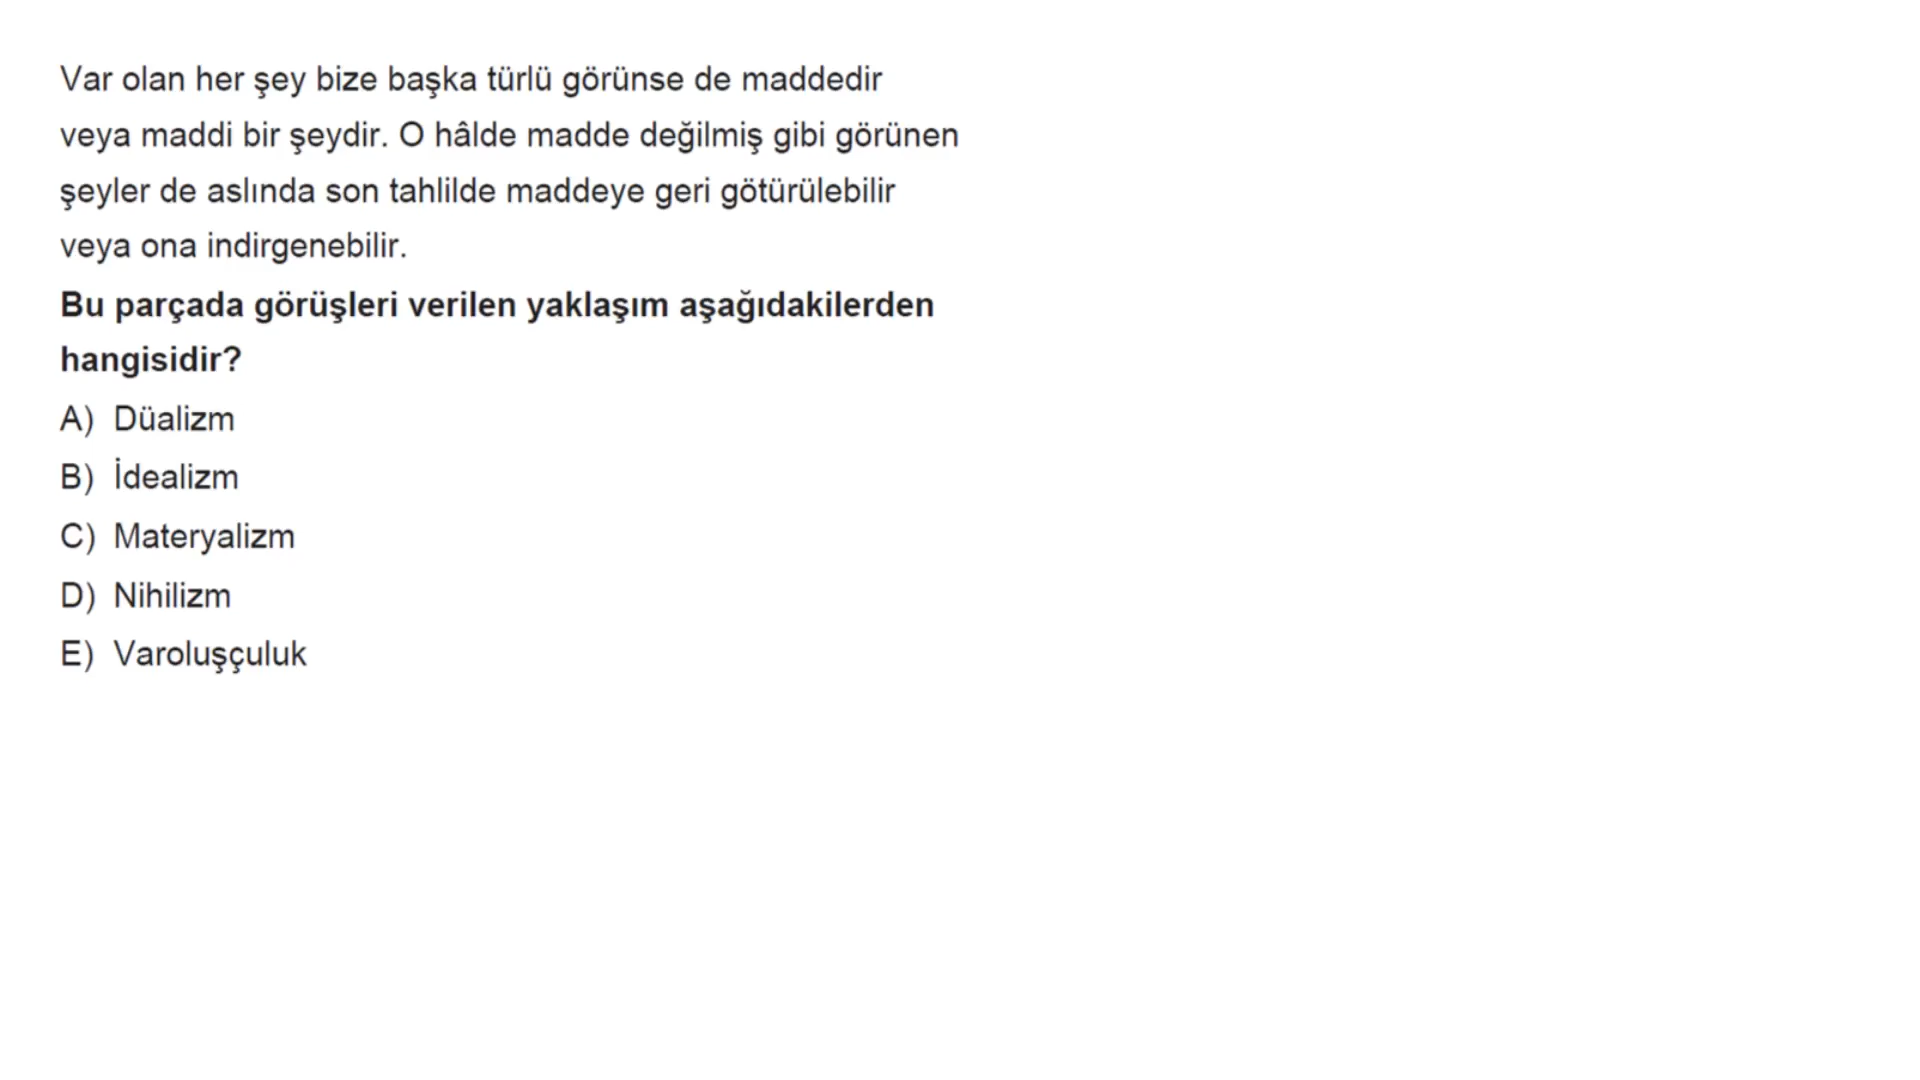 Var olan her şey bize başka türlü görünse de maddedir
veya maddi bir şeydir. O hâlde madde değilmiş gibi görünen
şeyler de aslında son tahlilde maddeye geri götürülebilir
veya ona indirgenebilir.
Bu parçada görüşleri verilen yaklaşım aşağıdakilerden
hangisidir?
A) Düalizm
B) İdealizm
C) Materyalizm
D) Nihilizm
E) Varoluşçuluk